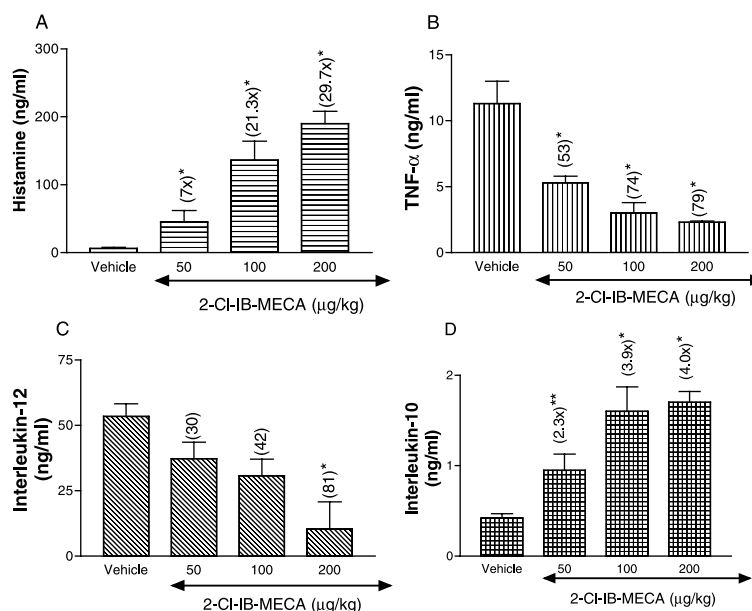 A
Histamine (ng/ml)
300
200
100
0
(7x)*
(21.3x)*
(29.7x)*
Vehicle 50 100 200
2-Cl-IB-MECA (μg/kg)
B
TNF-α (ng/ml)
15
10
5
0
(53)*
(74)*
(79)*
Vehicle 50 100 200
2-Cl-IB-MECA (μg/kg)
C
Interleukin-12
(ng/ml)
75
50
25
0
(30)
(42)
(81)*
Vehicle 50 100 200
2-Cl-IB-MECA (μg/kg)
D
Interleukin-10
(ng/ml)
2
1
0
(2.3x)**
(3.9x)*
(4.0x)*
Vehicle 50 100 200
2-Cl-IB-MECA (μg/kg)